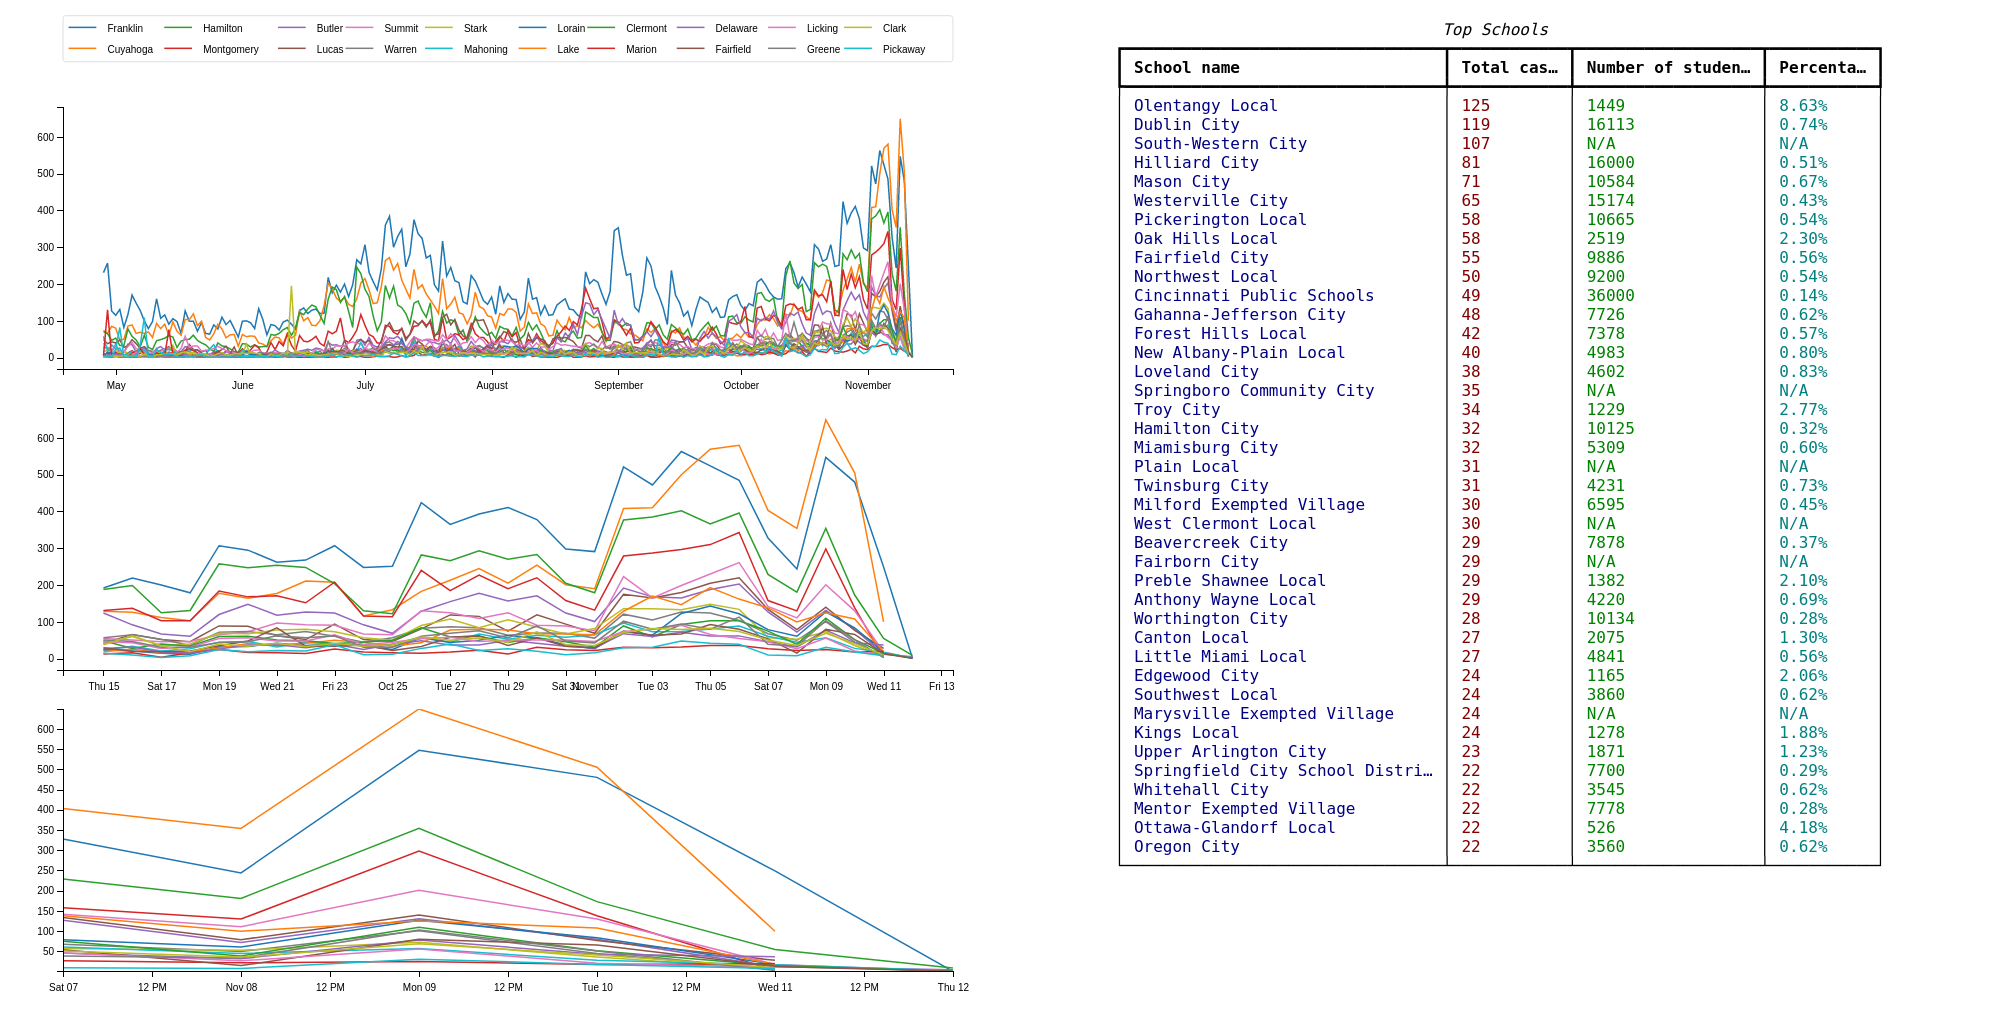 Franklin Hamilton Butler Summit Stark Lorain Clermont Delaware Licking Clark
Cuyahoga Montgomery Lucas Warren Mahoning Lake Marion Fairfield Greene Pickaway
600
500
400
300
200
100
0
May June July August September October November
600
500
400
300
200
100
0
Thu 15 Sat 17 Mon 19 Wed 21 Fri 23 Oct 25 Tue 27 Thu 29 Sat 31 November Tue 03 Thu 05 Sat 07 Mon 09 Wed 11 Fri 13
600
550
500
450
400
350
300
250
200
150
100
50
Sat 07 12 PM Nov 08 12 PM Mon 09 12 PM Tue 10 12 PM Wed 11 12 PM Thu 12
Top Schools
School name Total cas… Number of studen… Percenta…
Olentangy Local 125 1449 8.63%
Dublin City 119 16113 0.74%
South-Western City 107 N/A N/A
Hilliard City 81 16000 0.51%
Mason City 71 10584 0.67%
Westerville City 65 15174 0.43%
Pickerington Local 58 10665 0.54%
Oak Hills Local 58 2519 2.30%
Fairfield City 55 9886 0.56%
Northwest Local 50 9200 0.54%
Cincinnati Public Schools 49 36000 0.14%
Gahanna-Jefferson City 48 7726 0.62%
Forest Hills Local 42 7378 0.57%
New Albany-Plain Local 40 4983 0.80%
Loveland City 38 4602 0.83%
Springboro Community City 35 N/A N/A
Troy City 34 1229 2.77%
Hamilton City 32 10125 0.32%
Miamisburg City 32 5309 0.60%
Plain Local 31 N/A N/A
Twinsburg City 31 4231 0.73%
Milford Exempted Village 30 6595 0.45%
West Clermont Local 30 N/A N/A
Beavercreek City 29 7878 0.37%
Fairborn City 29 N/A N/A
Preble Shawnee Local 29 1382 2.10%
Anthony Wayne Local 29 4220 0.69%
Worthington City 28 10134 0.28%
Canton Local 27 2075 1.30%
Little Miami Local 27 4841 0.56%
Edgewood City 24 1165 2.06%
Southwest Local 24 3860 0.62%
Marysville Exempted Village 24 N/A N/A
Kings Local 24 1278 1.88%
Upper Arlington City 23 1871 1.23%
Springfield City School Distri… 22 7700 0.29%
Whitehall City 22 3545 0.62%
Mentor Exempted Village 22 7778 0.28%
Ottawa-Glandorf Local 22 526 4.18%
Oregon City 22 3560 0.62%